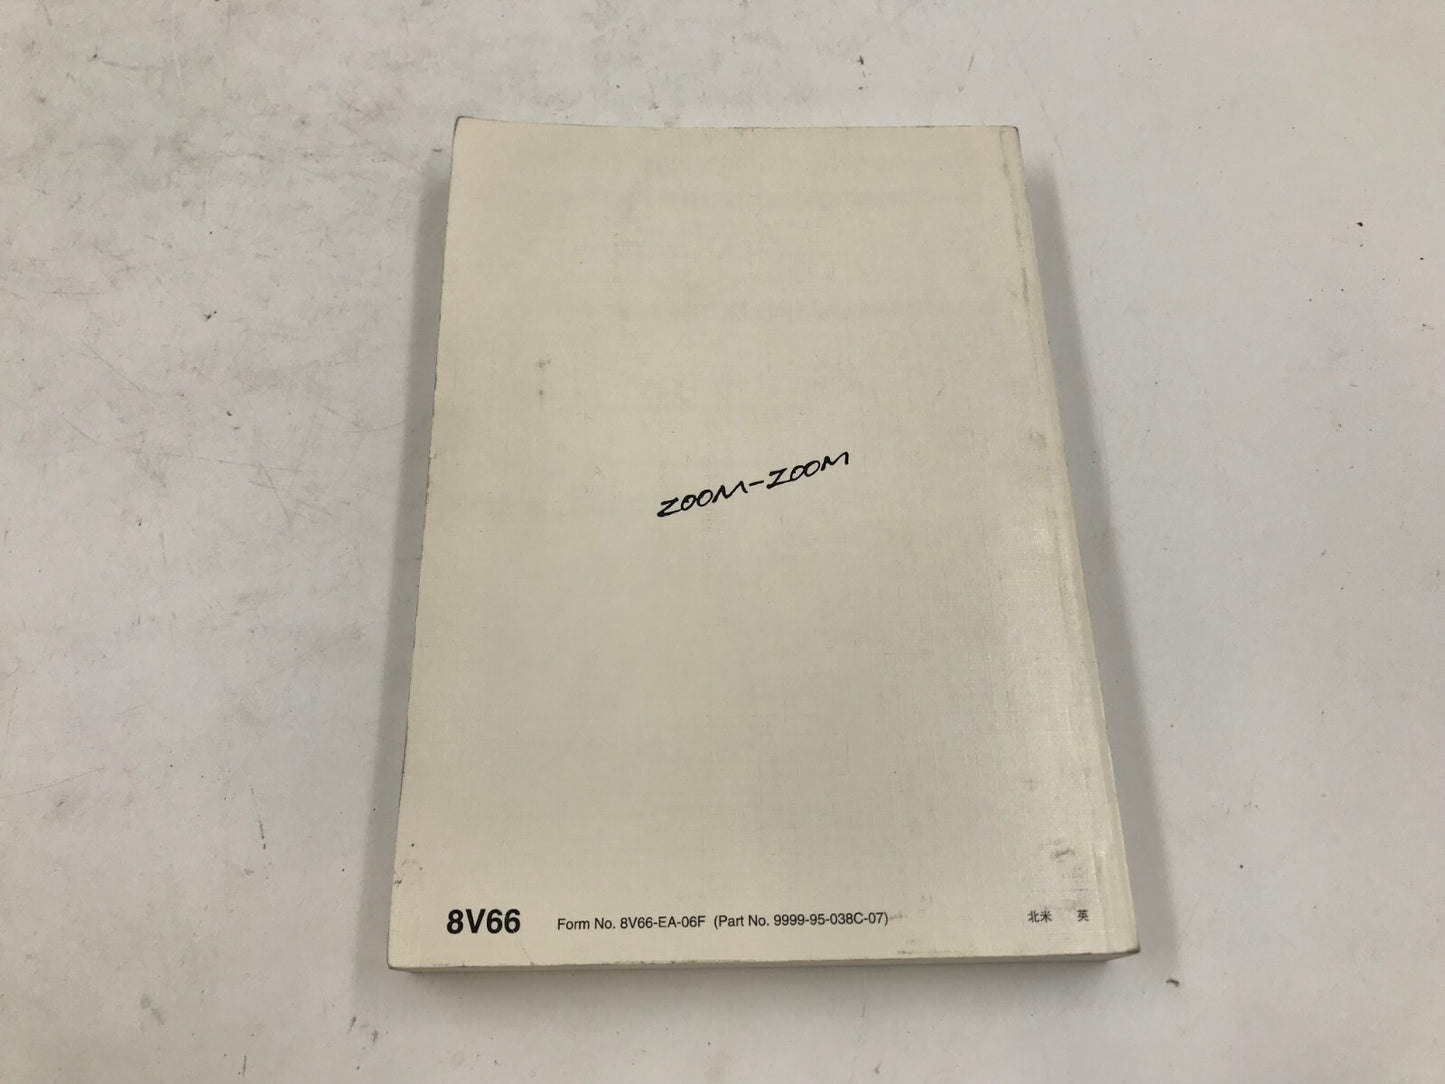 ZOOM-ZOOM
8V66 Form No. 8V66-EA-06F (Part No. 9999-95-038C-07) 北米 英